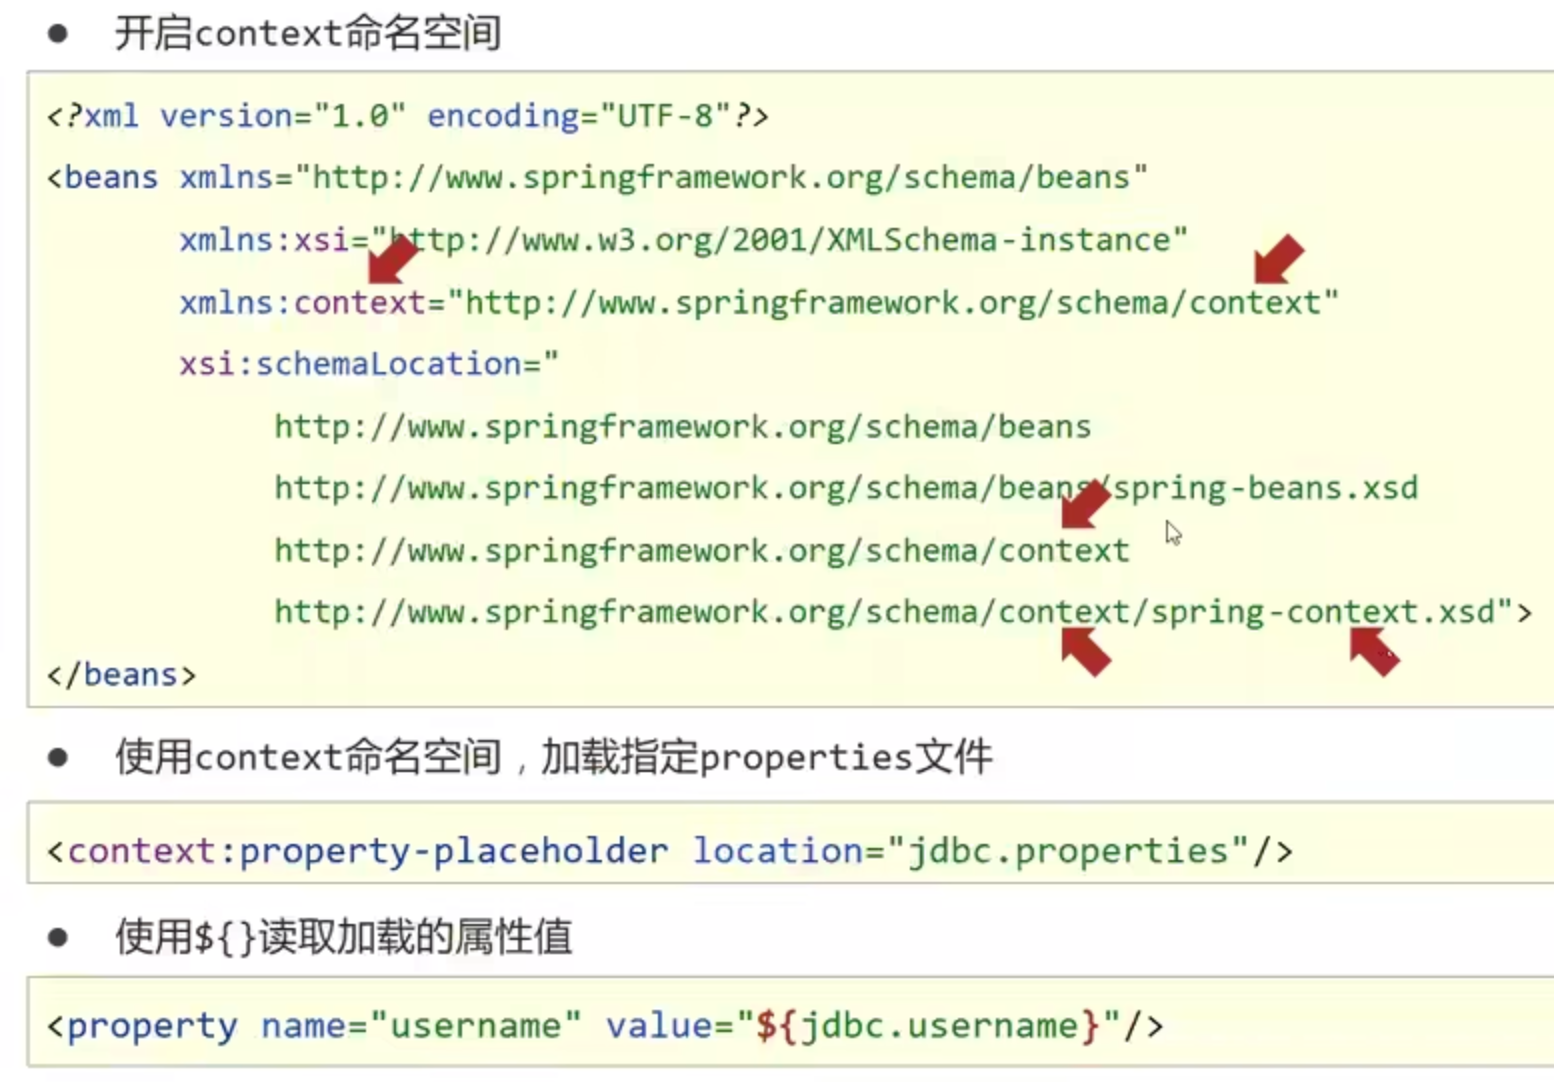 ● 开启context命名空间
<?xml version="1.0" encoding="UTF-8"?>
<beans xmlns="http://www.springframework.org/schema/beans"
xmlns:xsi="http://www.w3.org/2001/XMLSchema-instance"
xmlns:context="http://www.springframework.org/schema/context"
xsi:schemaLocation="
http://www.springframework.org/schema/beans
http://www.springframework.org/schema/beans/spring-beans.xsd
http://www.springframework.org/schema/context
http://www.springframework.org/schema/context/spring-context.xsd">
</beans>
● 使用context命名空间，加载指定properties文件
<context:property-placeholder location="jdbc.properties"/>
● 使用${}读取加载的属性值
<property name="username" value="${jdbc.username}"/>